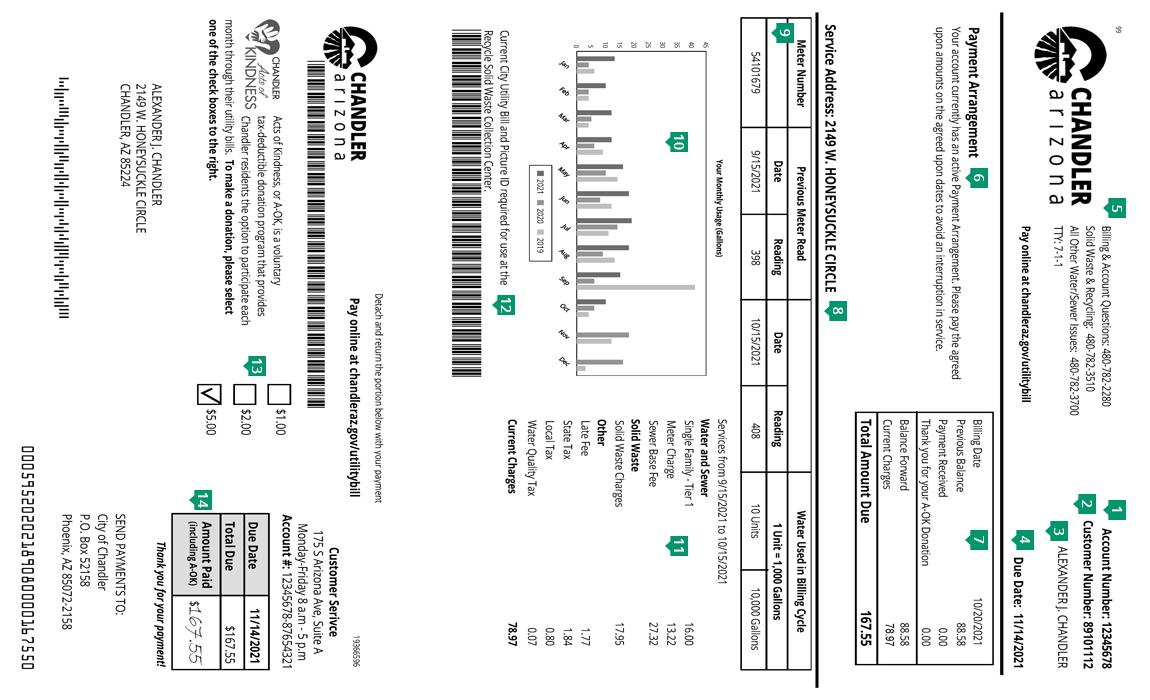 99
CHANDLER
arizona
5
Billing & Account Questions: 480-782-2280
Solid Waste & Recycling: 480-782-3510
All Other Water/Sewer Issues: 480-782-3700
TTY: 7-1-1
Pay online at chandleraz.gov/utilitybill
1 Account Number: 12345678
2 Customer Number: 89101112
3 ALEXANDER J. CHANDLER
4 Due Date: 11/14/2021
Payment Arrangement 6
Your account currently has an active Payment Arrangement. Please pay the agreed
upon amounts on the agreed upon dates to avoid an interruption in service.
7
Billing Date 10/20/2021
Previous Balance 88.58
Payment Received 0.00
Thank you for your A-OK Donation 0.00
Balance Forward 88.58
Current Charges 78.97
Total Amount Due 167.55
Service Address: 2149 W. HONEYSUCKLE CIRCLE 8
9
Meter Number Previous Meter Read Water Used in Billing Cycle
Date Reading Date Reading 1 Unit = 1,000 Gallons
54101679 9/15/2021 398 10/15/2021 408 10 Units 10,000 Gallons
Your Monthly Usage (Gallons)
10
45
40
35
30
25
20
15
10
5
0
Jan Feb Mar Apr May Jun Jul Aug Sep Oct Nov Dec
2021 2020 2019
Services from 9/15/2021 to 10/15/2021
11
Water and Sewer
Single Family - Tier 1 16.00
Meter Charge 13.22
Sewer Base Fee 27.32
Solid Waste
Solid Waste Charges 17.95
Other
Late Fee 1.77
State Tax 1.84
Local Tax 0.80
Water Quality Tax 0.07
Current Charges 78.97
Current City Utility Bill and Picture ID required for use at the
Recycle Solid Waste Collection Center.
12
Detach and return the portion below with your payment
19366596
CHANDLER
arizona
Pay online at chandleraz.gov/utilitybill
Customer Serivce
175 S Arizona Ave, Suite A
Monday-Friday 8 a.m - 5 p.m
Account #: 12345678-87654321
CHANDLER
Acts of
KINDNESS
Acts of Kindness, or A-OK, is a voluntary
tax-deductible donation program that provides
Chandler residents the option to participate each
month through their utility bills. To make a donation, please select
one of the check boxes to the right.
13
$1.00
$2.00
$5.00
14
Due Date 11/14/2021
Total Due $167.55
Amount Paid $167.55
(including A-OK)
Thank you for your payment!
ALEXANDER J. CHANDLER
2149 W. HONEYSUCKLE CIRCLE
CHANDLER, AZ 85224
SEND PAYMENTS TO:
City of Chandler
P.O. Box 52158
Phoenix, AZ 85072-2158
00059520202189080000167550